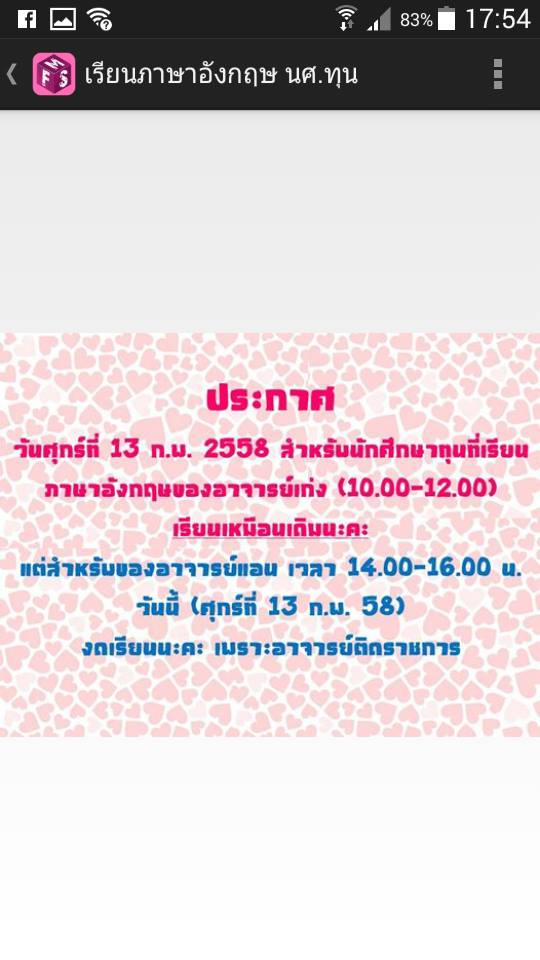 83% 17:54
เรียนภาษาอังกฤษ นศ.ทุน
ประกาศ
วันศุกร์ที่ 13 ก.พ. 2558 สำหรับนักศึกษาทุนที่เรียน
ภาษาอังกฤษของอาจารย์เก่ง (10.00-12.00)
เรียนเหมือนเดิมนะคะ
แต่สำหรับของอาจารย์แอน เวลา 14.00-16.00 น.
วันนี้ (ศุกร์ที่ 13 ก.พ. 58)
งดเรียนนะคะ เพราะอาจารย์ติดราชการ